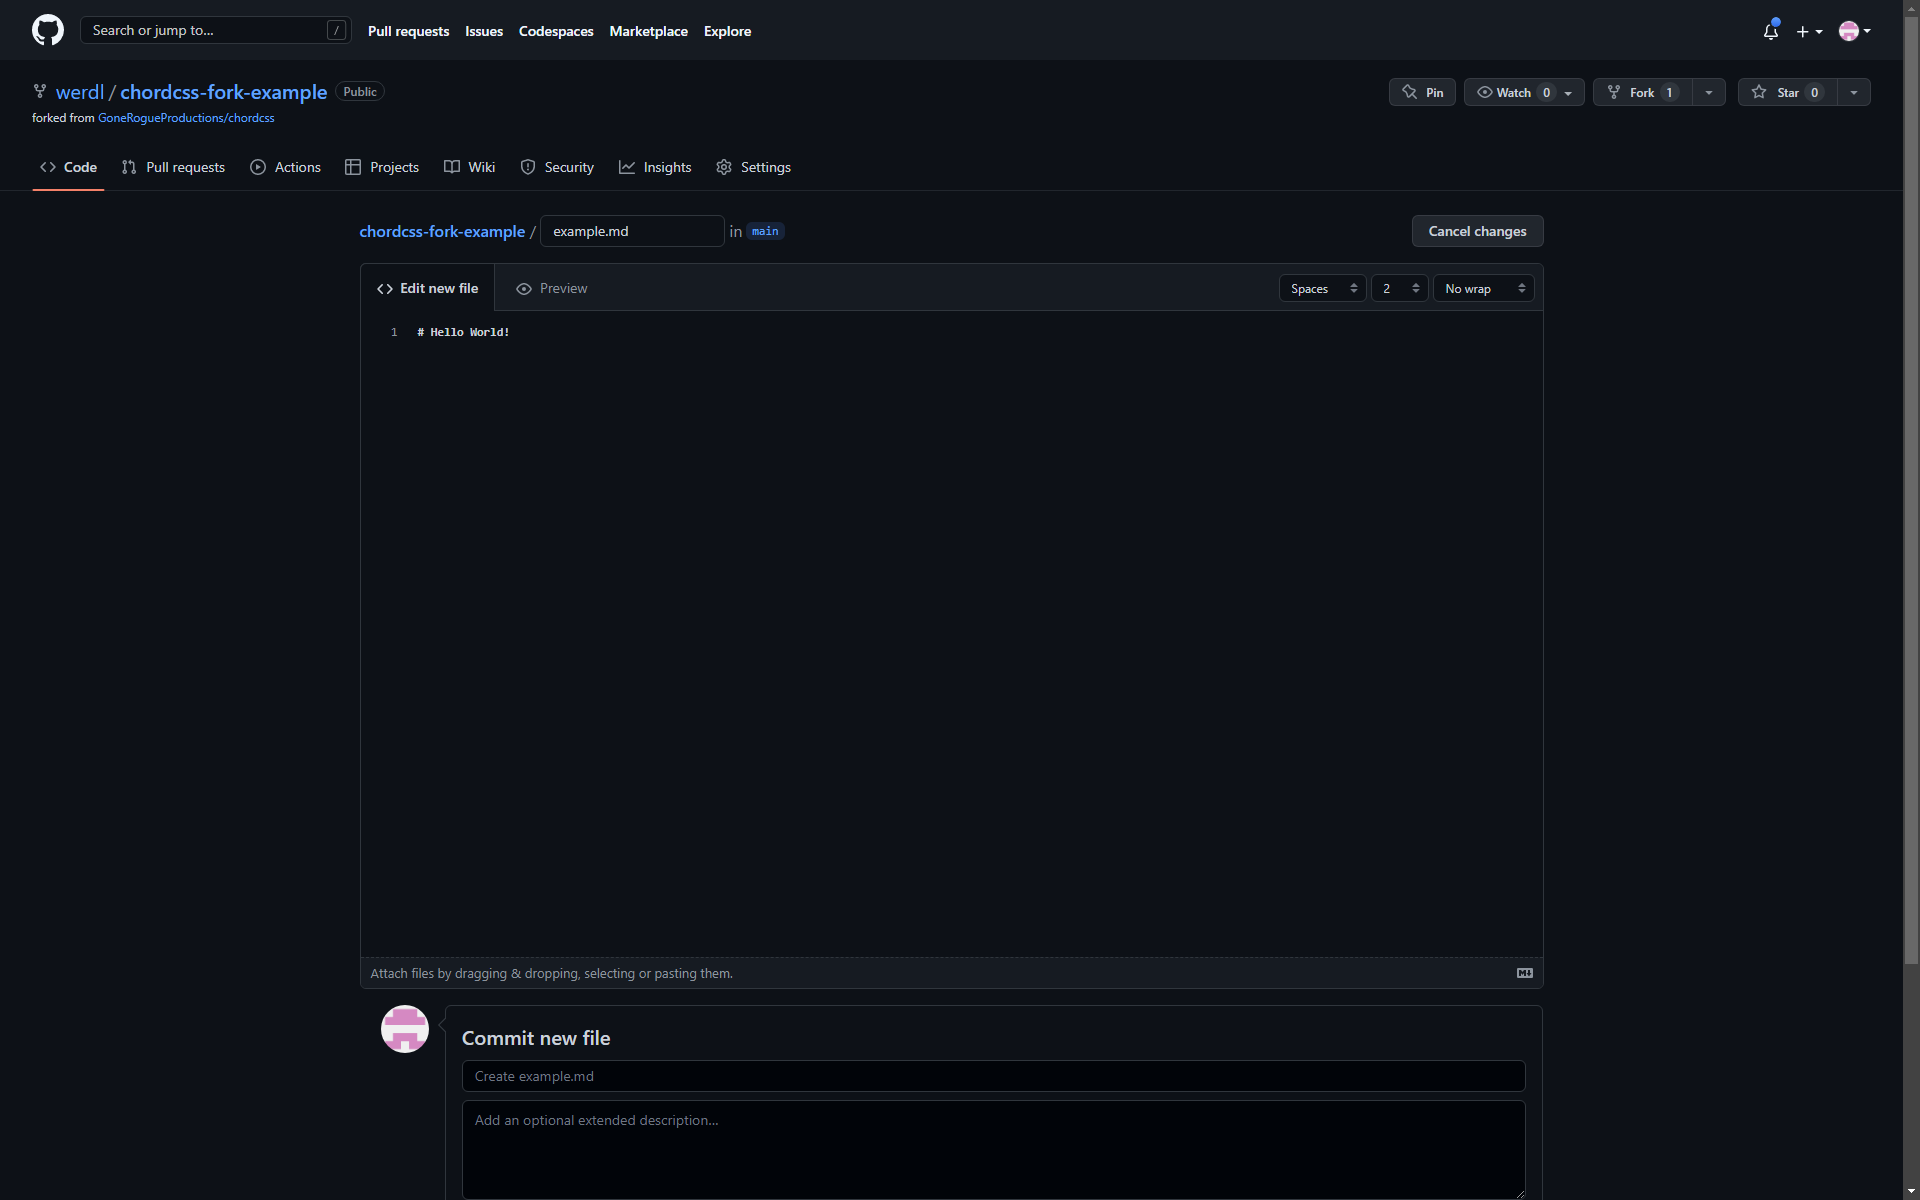 Search or jump to... / Pull requests Issues Codespaces Marketplace Explore
werdl / chordcss-fork-example Public Pin Watch 0 Fork 1 Star 0
forked from GoneRogueProductions/chordcss
Code Pull requests Actions Projects Wiki Security Insights Settings
chordcss-fork-example / example.md in main Cancel changes
Edit new file Preview Spaces 2 No wrap
1 # Hello World!
Attach files by dragging & dropping, selecting or pasting them.
Commit new file
Create example.md
Add an optional extended description...